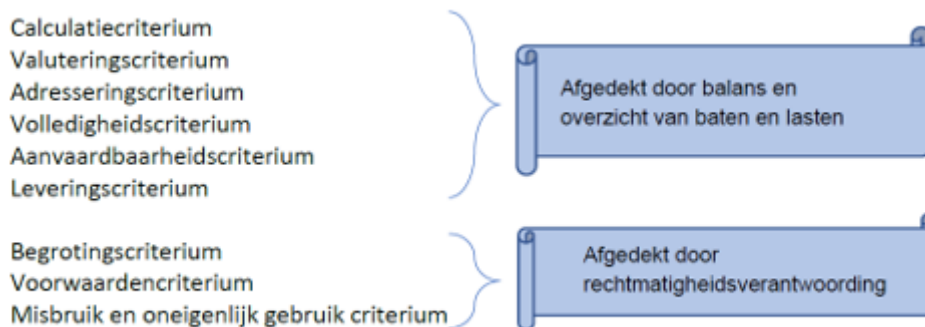 Calculatiecriterium
Valuteringscriterium
Adresseringscriterium
Volledigheidscriterium
Aanvaardbaarheidscriterium
Leveringscriterium
Afgedekt door balans en
overzicht van baten en lasten
Begrotingscriterium
Voorwaardencriterium
Misbruik en oneigenlijk gebruik criterium
Afgedekt door
rechtmatigheidsverantwoording